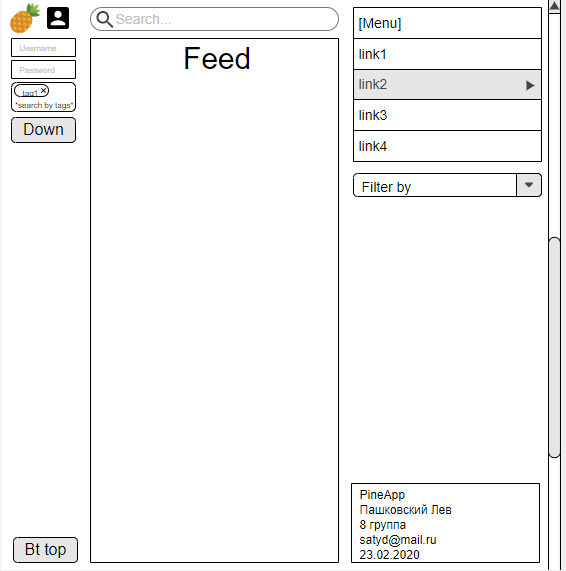 Search...
Username
Password
tag1 ×
*search by tags*
Down
Bt top
Feed
[Menu]
link1
link2
link3
link4
Filter by
PineApp
Пашковский Лев
8 группа
satyd@mail.ru
23.02.2020